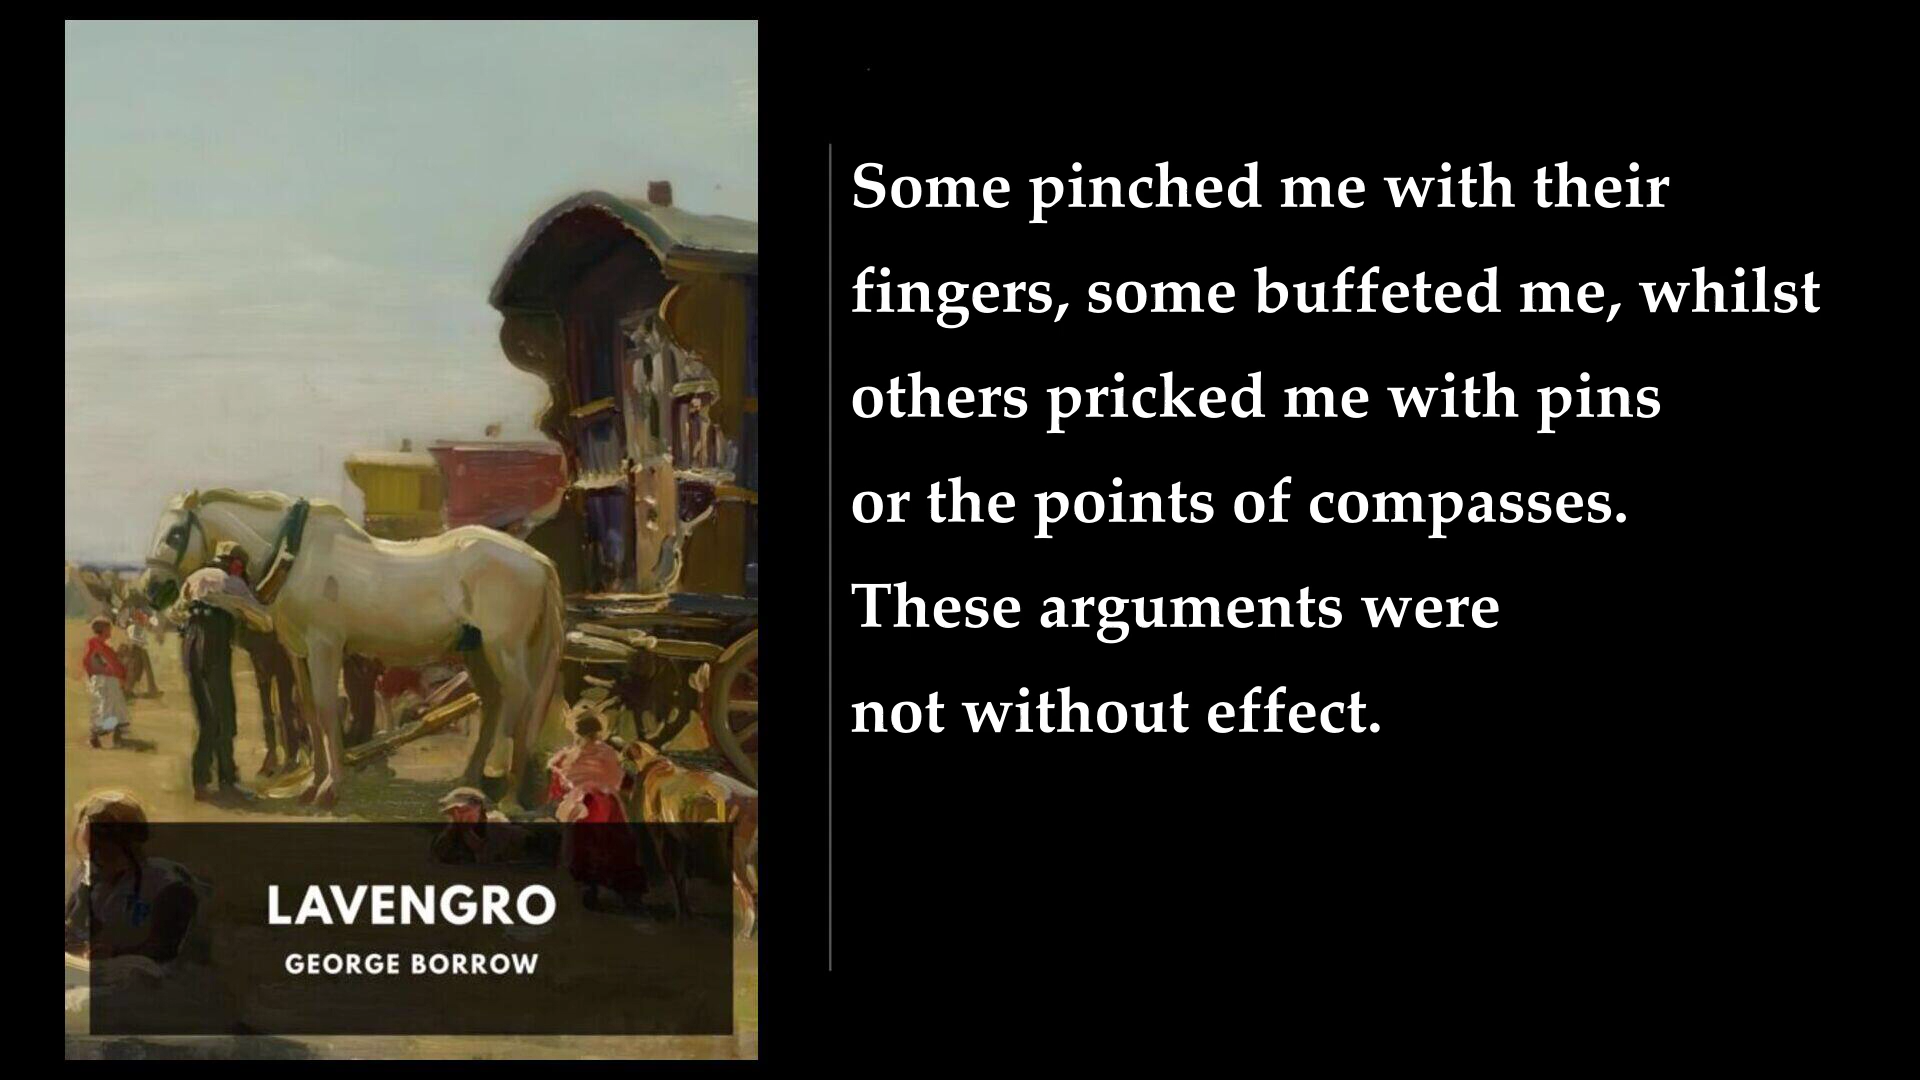 Some pinched me with their
fingers, some buffeted me, whilst
others pricked me with pins
or the points of compasses.
These arguments were
not without effect.
LAVENGRO
GEORGE BORROW